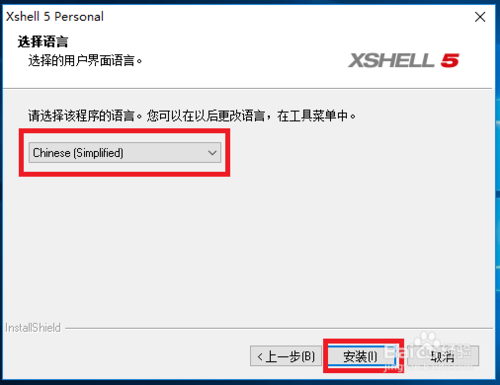 Xshell 5 Personal
选择语言
选择的用户界面语言。
XSHELL 5
请选择该程序的语言。您可以在以后更改语言，在工具菜单中。
Chinese (Simplified)
InstallShield
<上一步(B) 安装(I) 取消